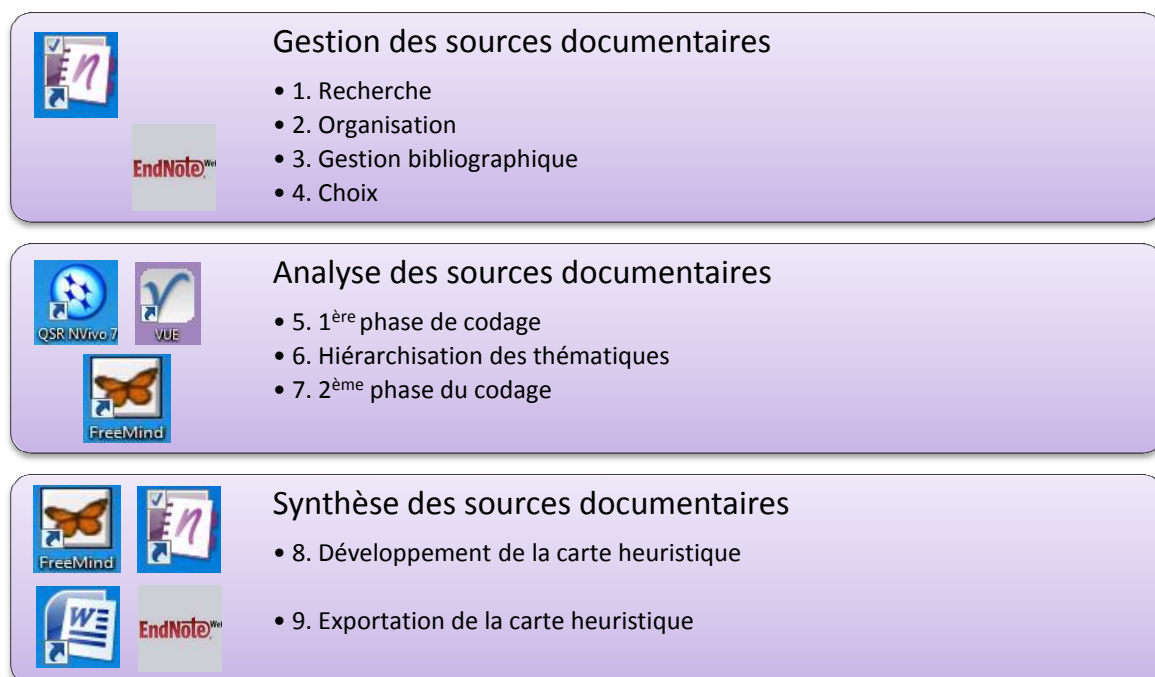 Gestion des sources documentaires
• 1. Recherche
• 2. Organisation
EndNote Web
• 3. Gestion bibliographique
• 4. Choix
Analyse des sources documentaires
QSR NVivo 7
VUE
• 5. 1ère phase de codage
• 6. Hiérarchisation des thématiques
• 7. 2ème phase du codage
FreeMind
Synthèse des sources documentaires
FreeMind
• 8. Développement de la carte heuristique
EndNote Web
• 9. Exportation de la carte heuristique